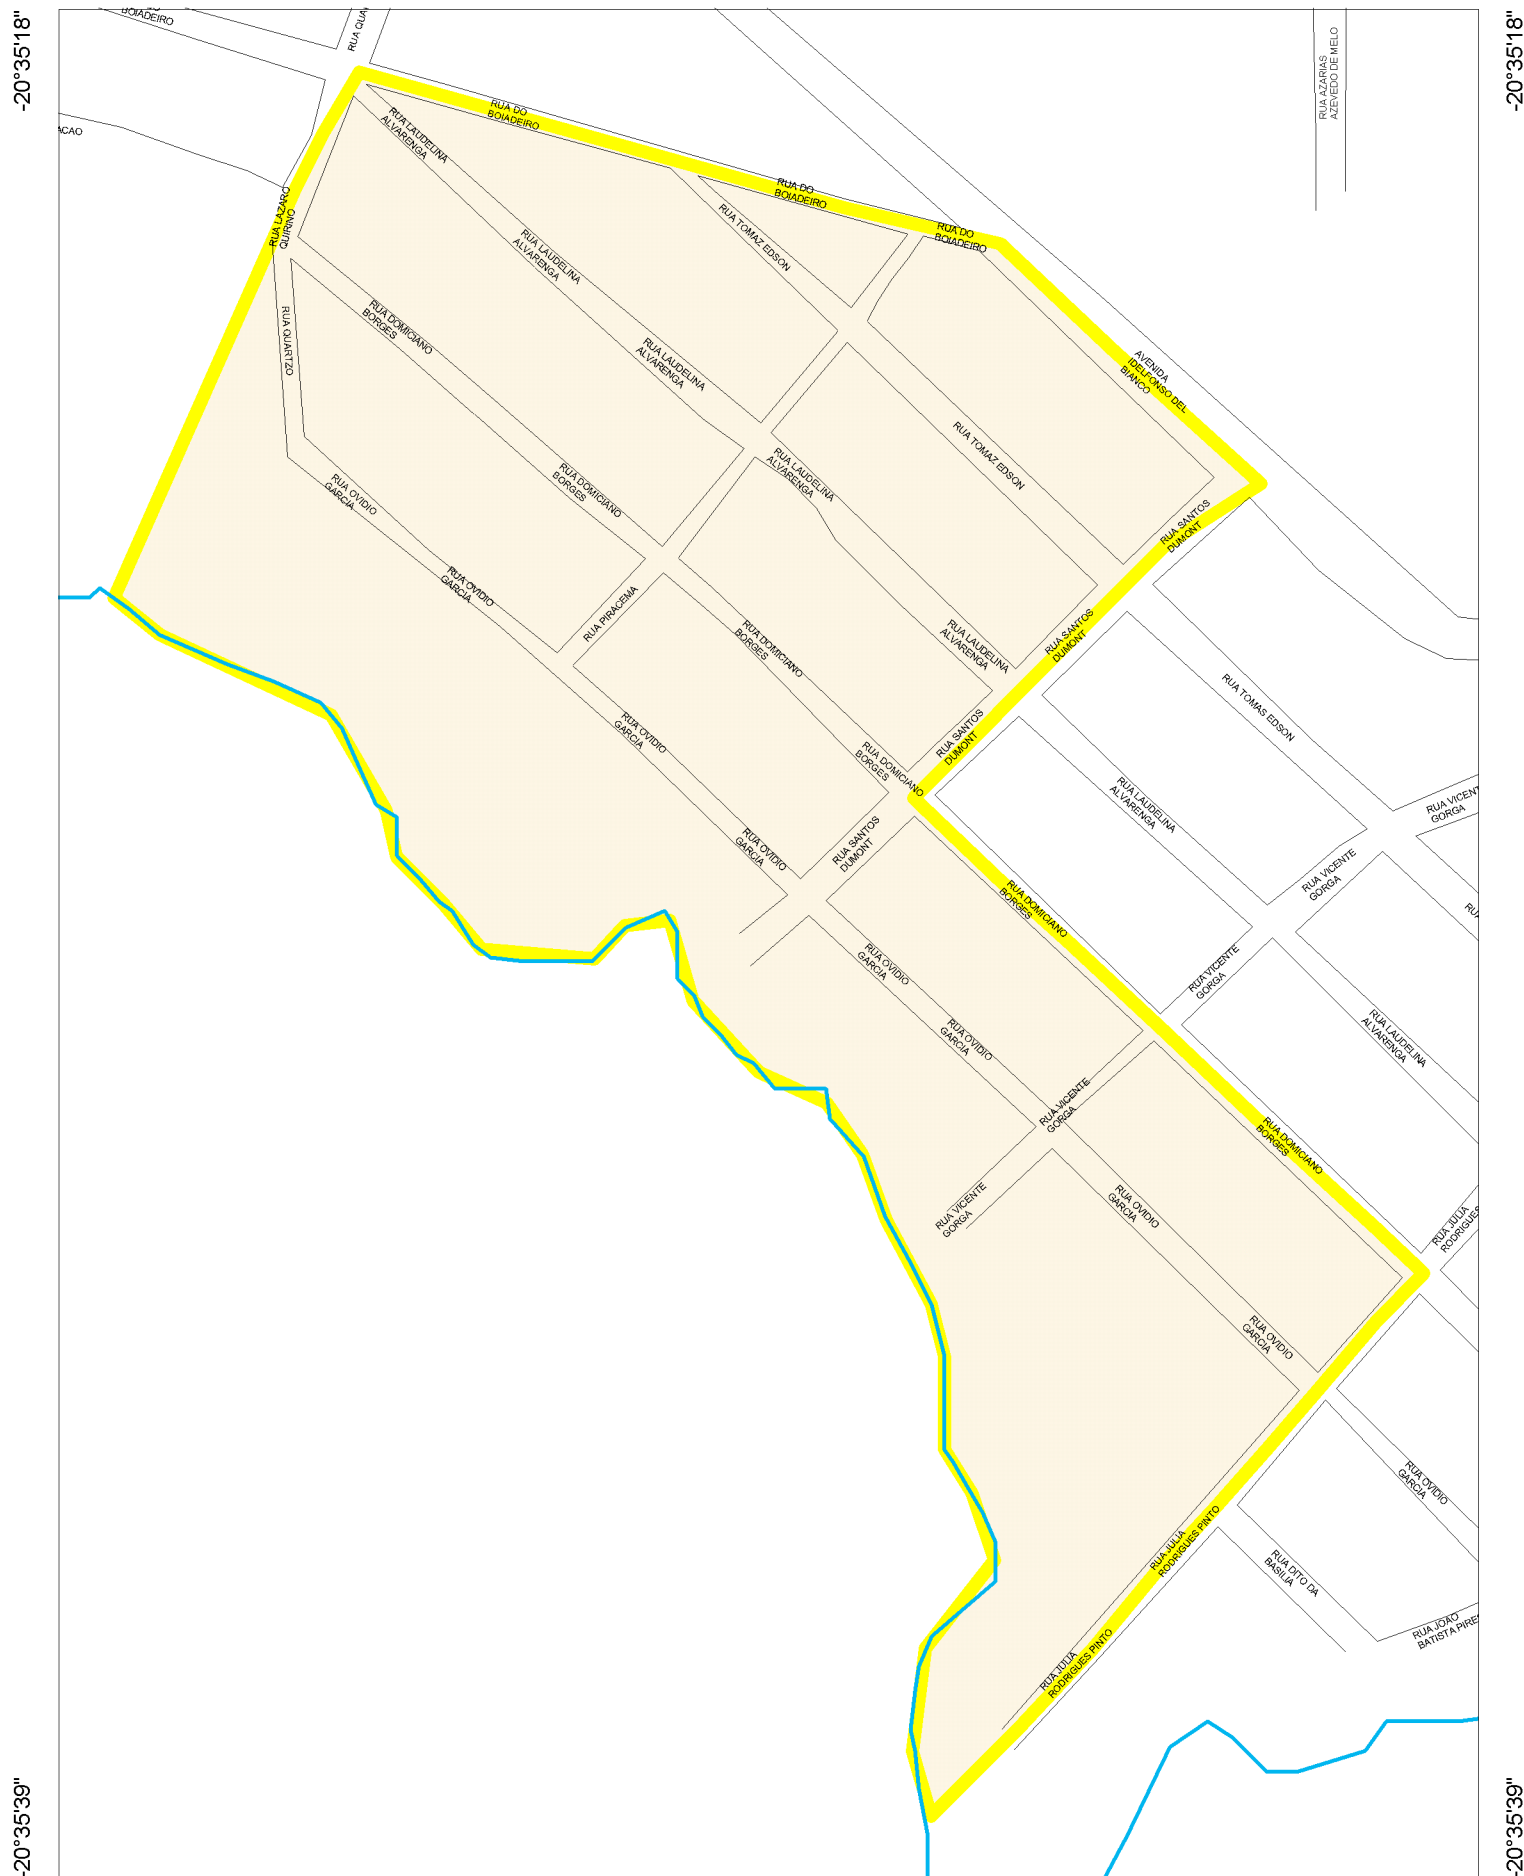 -20°35'18"
-20°35'18"
BOIADEIRO
RUA AZARIAS
AZEVEDO DE MELO
RUA DO
BOIADEIRO
RUA LAUDELINA
ALVARENGA
RUA DO
BOIADEIRO
RUA LAZARO
QUIRINO
RUA TOMAZ EDSON
RUA DO
BOIADEIRO
RUA LAUDELINA
ALVARENGA
RUA DOMICIANO
BORGES
RUA QUARTZO
RUA LAUDELINA
ALVARENGA
AVENIDA
IDELFONSO DEL
BIANCO
RUA TOMAZ EDSON
RUA LAUDELINA
ALVARENGA
RUA DOMICIANO
BORGES
RUA OVIDIO
GARCIA
RUA SANTOS
DUMONT
RUA OVIDIO
GARCIA
RUA PIRACEMA
RUA DOMICIANO
BORGES
RUA LAUDELINA
ALVARENGA
RUA SANTOS
DUMONT
RUA TOMAS EDSON
RUA OVIDIO
GARCIA
RUA SANTOS
DUMONT
RUA DOMICIANO
BORGES
RUA LAUDELINA
ALVARENGA
GORGA
RUA OVIDIO
GARCIA
RUA SANTOS
DUMONT
RUA VICENTE
GORGA
RUA DOMICIANO
BORGES
RUA OVIDIO
GARCIA
RUA VICENTE
GORGA
RUA OVIDIO
GARCIA
RUA LAUDELINA
ALVARENGA
RUA VICENTE
GORGA
RUA DOMICIANO
BORGES
RUA VICENTE
GORGA
RUA OVIDIO
GARCIA
RUA JULIA
RODRIGUES
RUA OVIDIO
GARCIA
RUA OVIDIO
GARCIA
RUA JULIA
RODRIGUES PINTO
RUA DITO DA
BASILIA
RUA JOAO
BATISTA PIRES
RUA JULIA
RODRIGUES PINTO
-20°35'39"
-20°35'39"